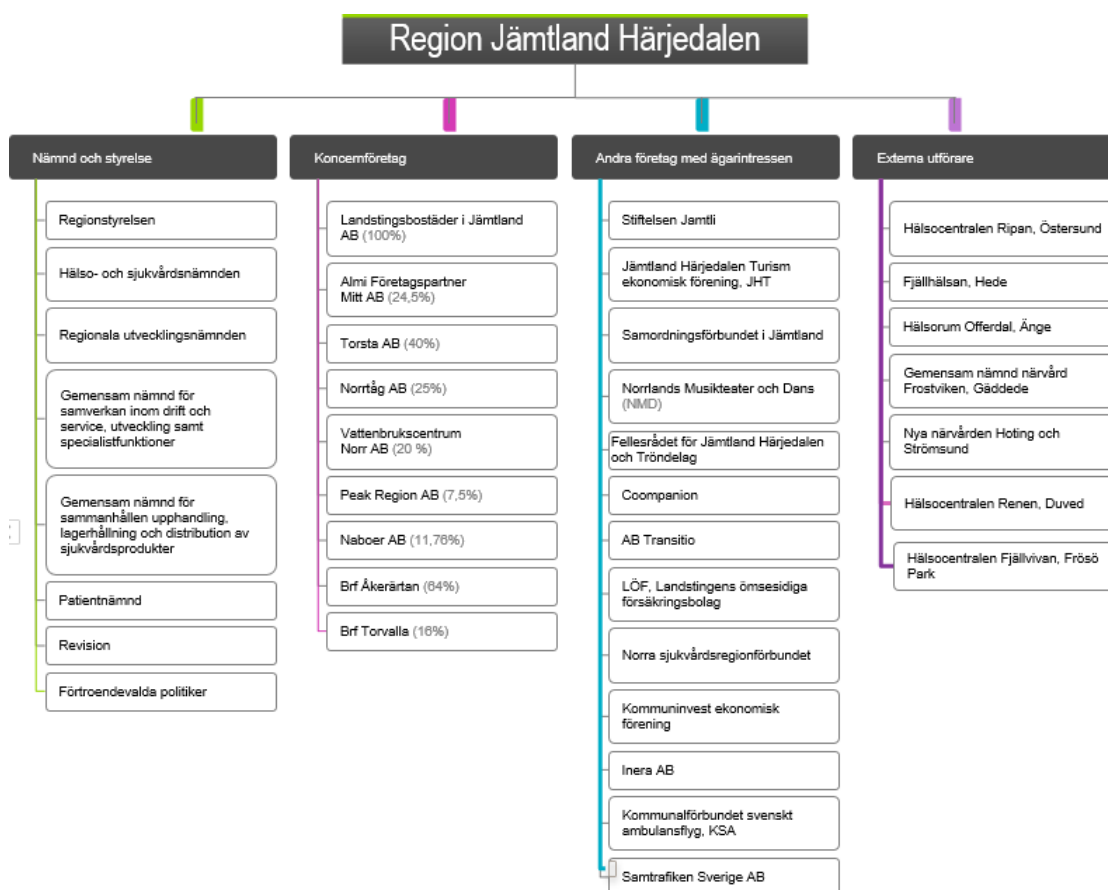 Region Jämtland Härjedalen
Nämnd och styrelse
Regionstyrelsen
Hälso- och sjukvårdsnämnden
Regionala utvecklingsnämnden
Gemensam nämnd för
samverkan inom drift och
service, utveckling samt
specialistfunktioner
Gemensam nämnd för
sammanhållen upphandling,
lagerhållning och distribution av
sjukvårdsprodukter
Patientnämnd
Revision
Förtroendevalda politiker
Koncernföretag
Landstingsbostäder i Jämtland
AB (100%)
Almi Företagspartner
Mitt AB (24,5%)
Torsta AB (40%)
Norrtåg AB (25%)
Vattenbrukscentrum
Norr AB (20 %)
Peak Region AB (7,5%)
Naboer AB (11,76%)
Brf Åkerärtan (64%)
Brf Torvalla (16%)
Andra företag med ägarintressen
Stiftelsen Jamtli
Jämtland Härjedalen Turism
ekonomisk förening, JHT
Samordningsförbundet i Jämtland
Norrlands Musikteater och Dans
(NMD)
Fellesrådet för Jämtland Härjedalen
och Tröndelag
Coompanion
AB Transitio
LÖF, Landstingens ömsesidiga
försäkringsbolag
Norra sjukvårdsregionförbundet
Kommuninvest ekonomisk
förening
Inera AB
Kommunalförbundet svenskt
ambulansflyg, KSA
Samtrafiken Sverige AB
Externa utförare
Hälsocentralen Ripan, Östersund
Fjällhälsan, Hede
Hälsorum Offerdal, Änge
Gemensam nämnd närvård
Frostviken, Gäddede
Nya närvården Hoting och
Strömsund
Hälsocentralen Renen, Duved
Hälsocentralen Fjällvivan, Frösö
Park